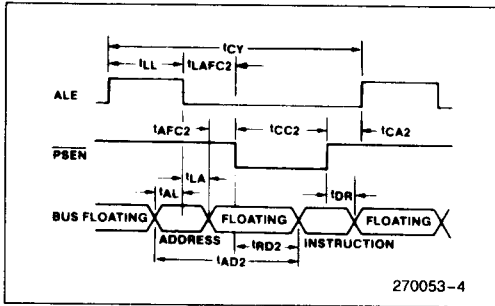 tCY
tLL tLAFC2
ALE
tAFC2 tCC2 tCA2
PSEN
tLA
tAL tDR
BUS FLOATING FLOATING FLOATING
ADDRESS tRD2 INSTRUCTION
tAD2
270053-4